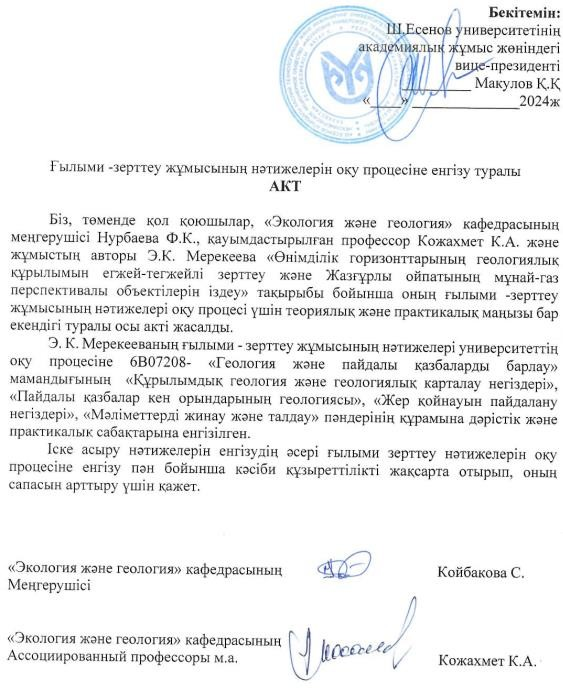 Бекітемін:
Ш.Есенов университетінің
академиялық жұмыс жөніндегі
вице-президенті
__________ Макулов Қ.Қ
«____»_______________2024ж
Ғылыми -зерттеу жұмысының нәтижелерін оқу процесіне енгізу туралы
АКТ
Біз, төменде қол қоюшылар, «Экология және геология» кафедрасының
меңгерушісі Нурбаева Ф.К., қауымдастырылған профессор Кожахмет К.А. және
жұмыстың авторы Э.К. Мерекеева «Өнімділік горизонттарының геологиялық
құрылымын егжей-тегжейлі зерттеу және Жазғұрлы ойпатының мұнай-газ
перспективалы объектілерін іздеу» тақырыбы бойынша оның ғылыми -зерттеу
жұмысының нәтижелері оқу процесі үшін теориялық және практикалық маңызы бар
екендігі туралы осы акті жасалды.
Э. К. Мерекееваның ғылыми - зерттеу жұмысының нәтижелері университеттің
оқу процесіне 6В07208- «Геология және пайдалы қазбаларды барлау»
мамандығының «Құрылымдық геология және геологиялық карталау негіздері»,
«Пайдалы қазбалар кен орындарының геологиясы», «Жер қойнауын пайдалану
негіздері», «Мәліметтерді жинау және талдау» пәндерінің құрамына дәрістік және
практикалық сабақтарына енгізілген.
Іске асыру нәтижелерін енгізудің әсері ғылыми зерттеу нәтижелерін оқу
процесіне енгізу пән бойынша кәсіби құзыреттілікті жақсарта отырып, оның
сапасын арттыру үшін қажет.
«Экология және геология» кафедрасының
Меңгерушісі
Койбакова С.
«Экология және геология» кафедрасының
Ассоциированный профессоры м.а.
Кожахмет К.А.